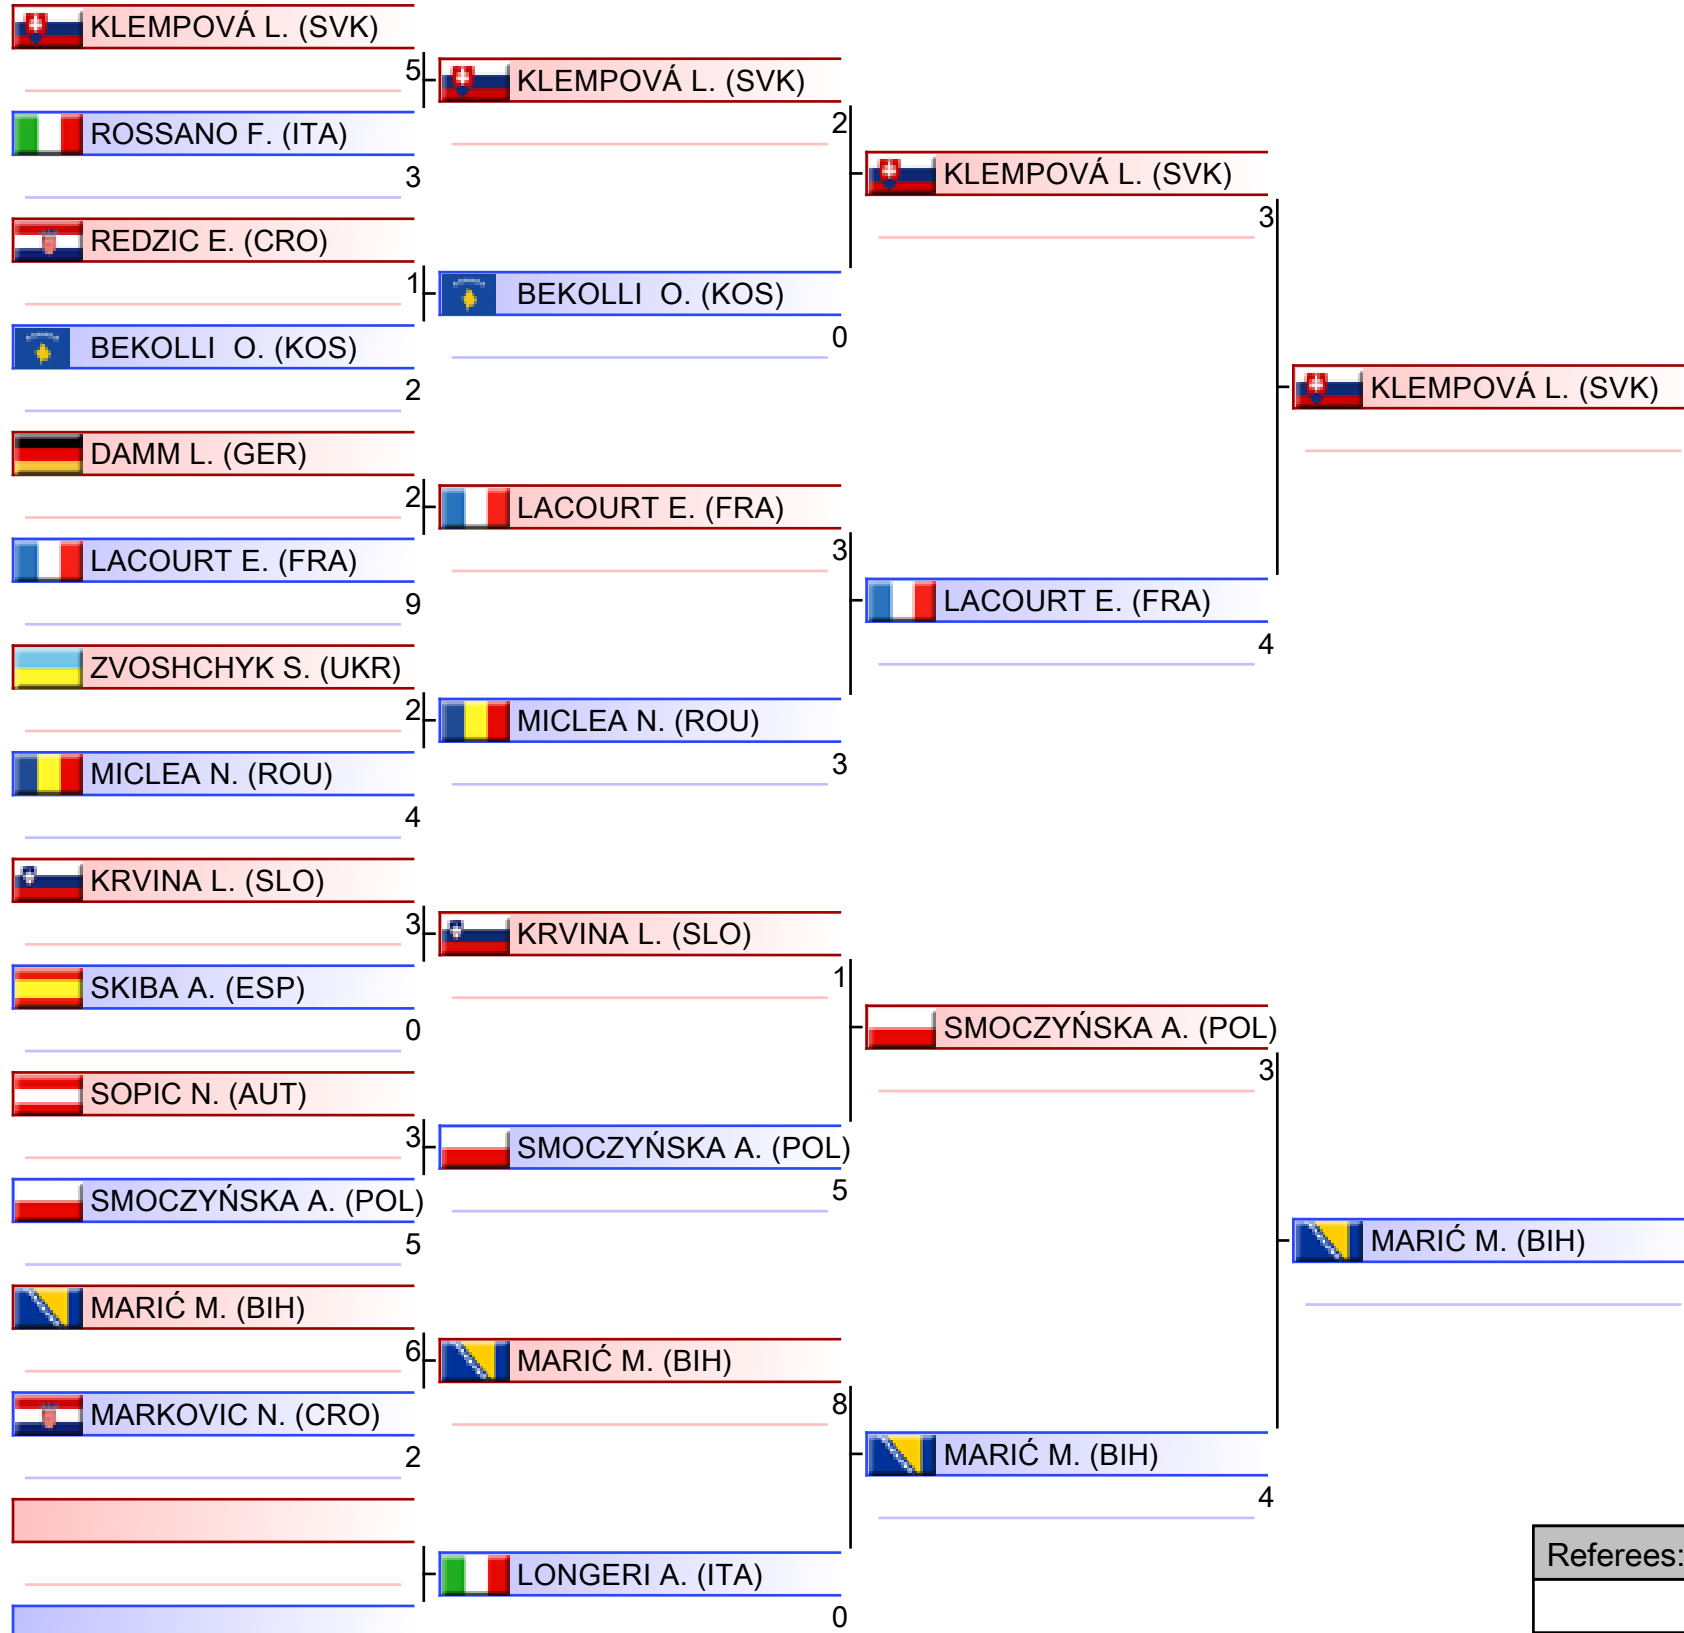 KLEMPOVÁ L. (SVK)
5
ROSSANO F. (ITA)
3
REDZIC E. (CRO)
1
BEKOLLI  O. (KOS)
2
DAMM L. (GER)
2
LACOURT E. (FRA)
9
ZVOSHCHYK S. (UKR)
2
MICLEA N. (ROU)
4
KRVINA L. (SLO)
3
SKIBA A. (ESP)
0
SOPIC N. (AUT)
3
SMOCZYŃSKA A. (POL)
5
MARIĆ M. (BIH)
6
MARKOVIC N. (CRO)
2
KLEMPOVÁ L. (SVK)
2
BEKOLLI  O. (KOS)
0
LACOURT E. (FRA)
3
MICLEA N. (ROU)
3
KRVINA L. (SLO)
1
SMOCZYŃSKA A. (POL)
5
MARIĆ M. (BIH)
8
LONGERI A. (ITA)
0
KLEMPOVÁ L. (SVK)
3
LACOURT E. (FRA)
4
SMOCZYŃSKA A. (POL)
3
MARIĆ M. (BIH)
4
KLEMPOVÁ L. (SVK)
MARIĆ M. (BIH)
Referees: